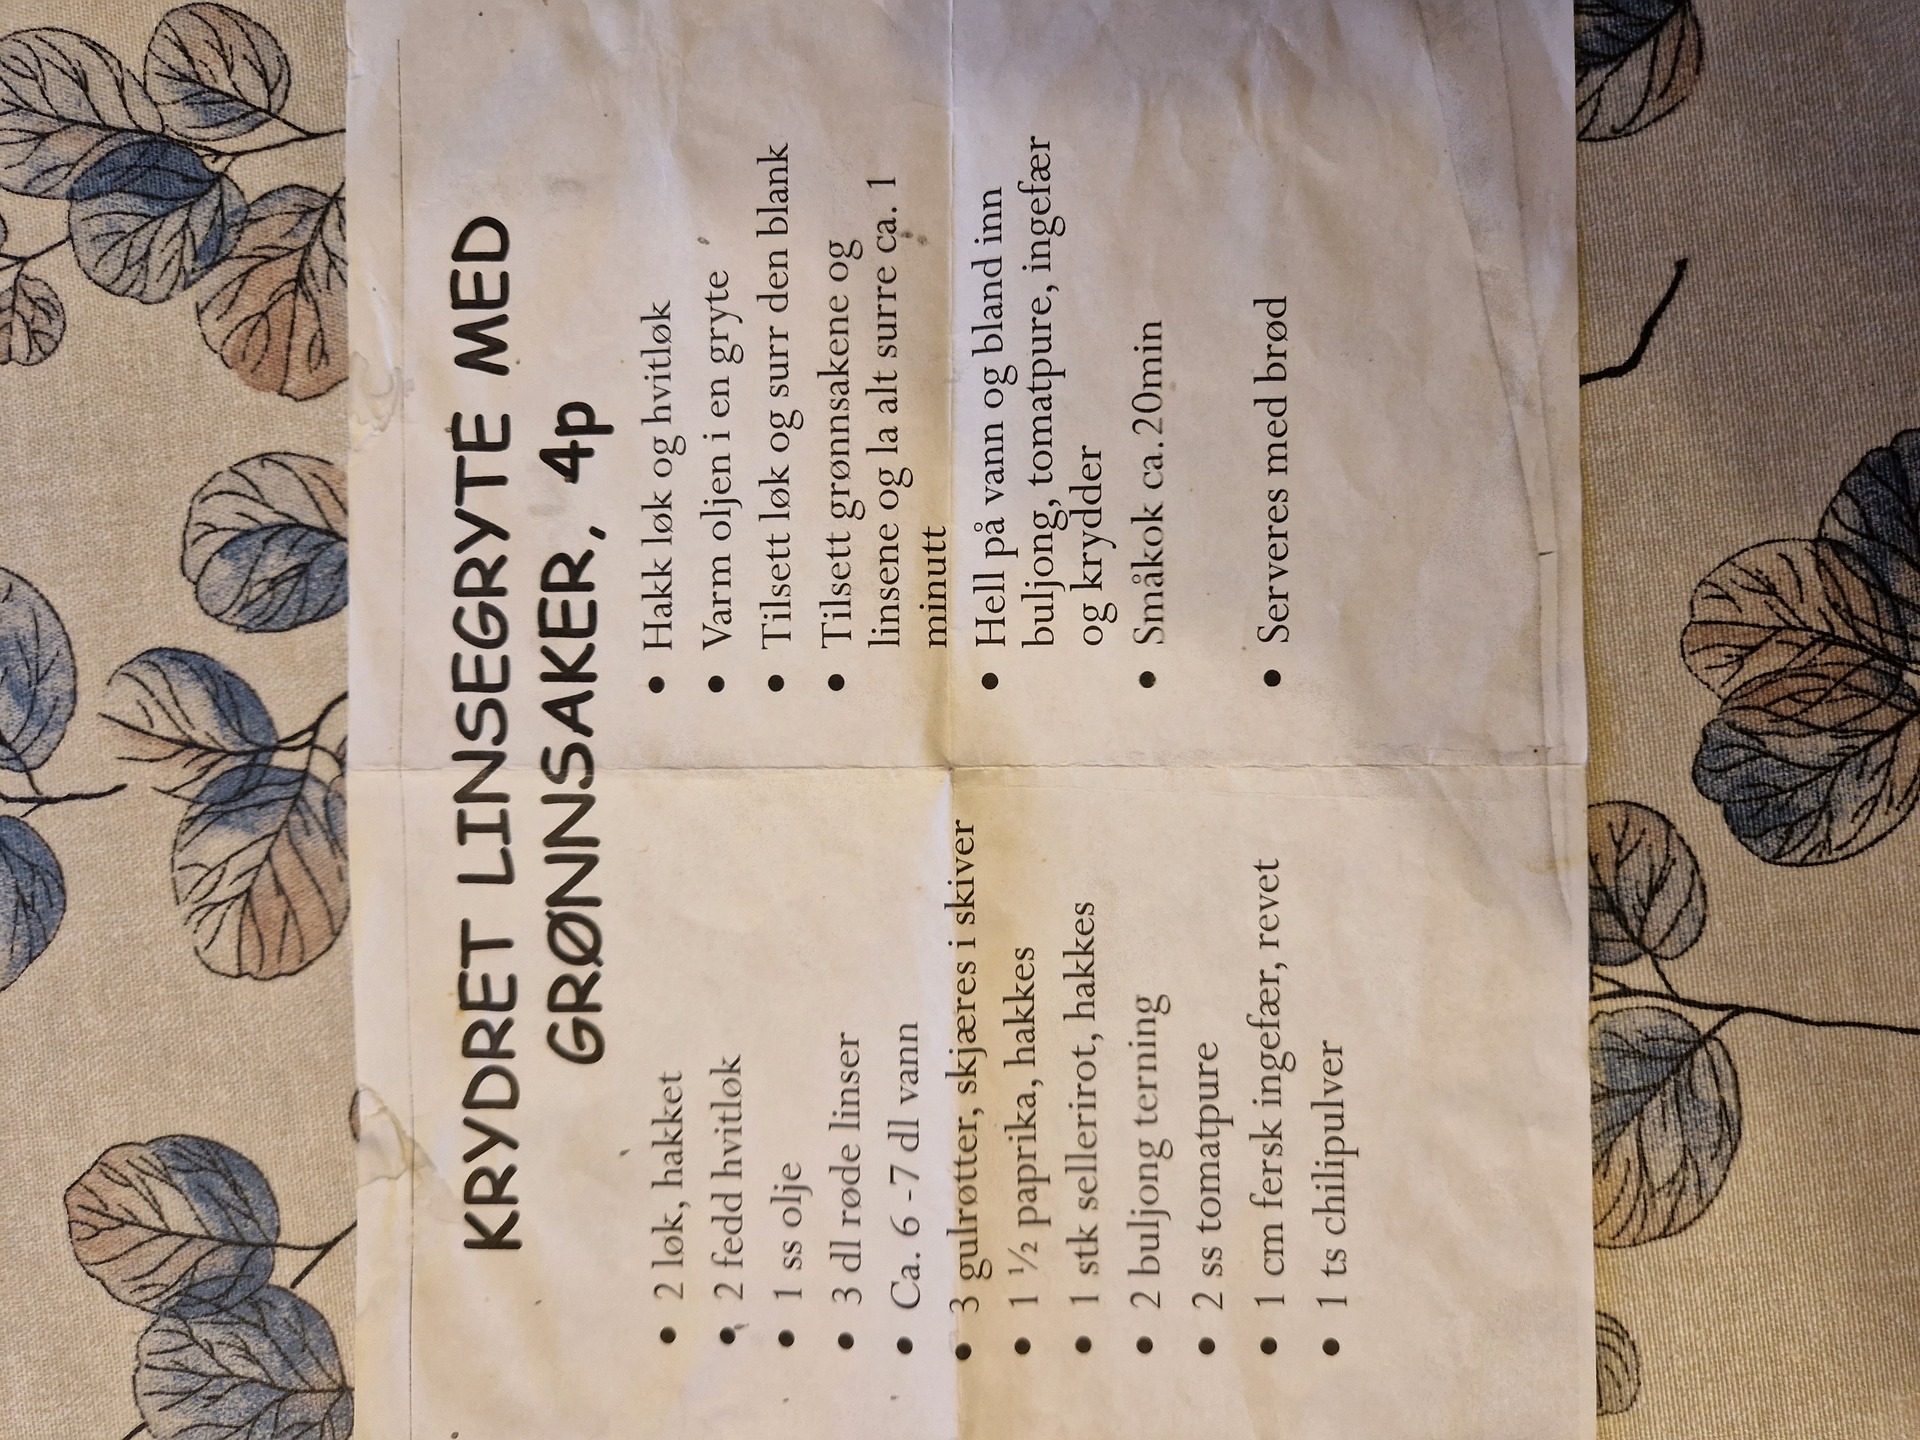 KRYDRET LINSEGRYTE MED
GRØNNSAKER, 4p
• 2 løk, hakket
• 2 fedd hvitløk
• 1 ss olje
• 3 dl røde linser
• Ca. 6 -7 dl vann
• 3 gulrøtter, skjæres i skiver
• 1 ½ paprika, hakkes
• 1 stk sellerirot, hakkes
• 2 buljong terning
• 2 ss tomatpure
• 1 cm fersk ingefær, revet
• 1 ts chilipulver
• Hakk løk og hvitløk
• Varm oljen i en gryte
• Tilsett løk og surr den blank
• Tilsett grønnsakene og
linsene og la alt surre ca. 1
minutt
• Hell på vann og bland inn
buljong, tomatpure, ingefær
og krydder
• Småkok ca.20min
• Serveres med brød